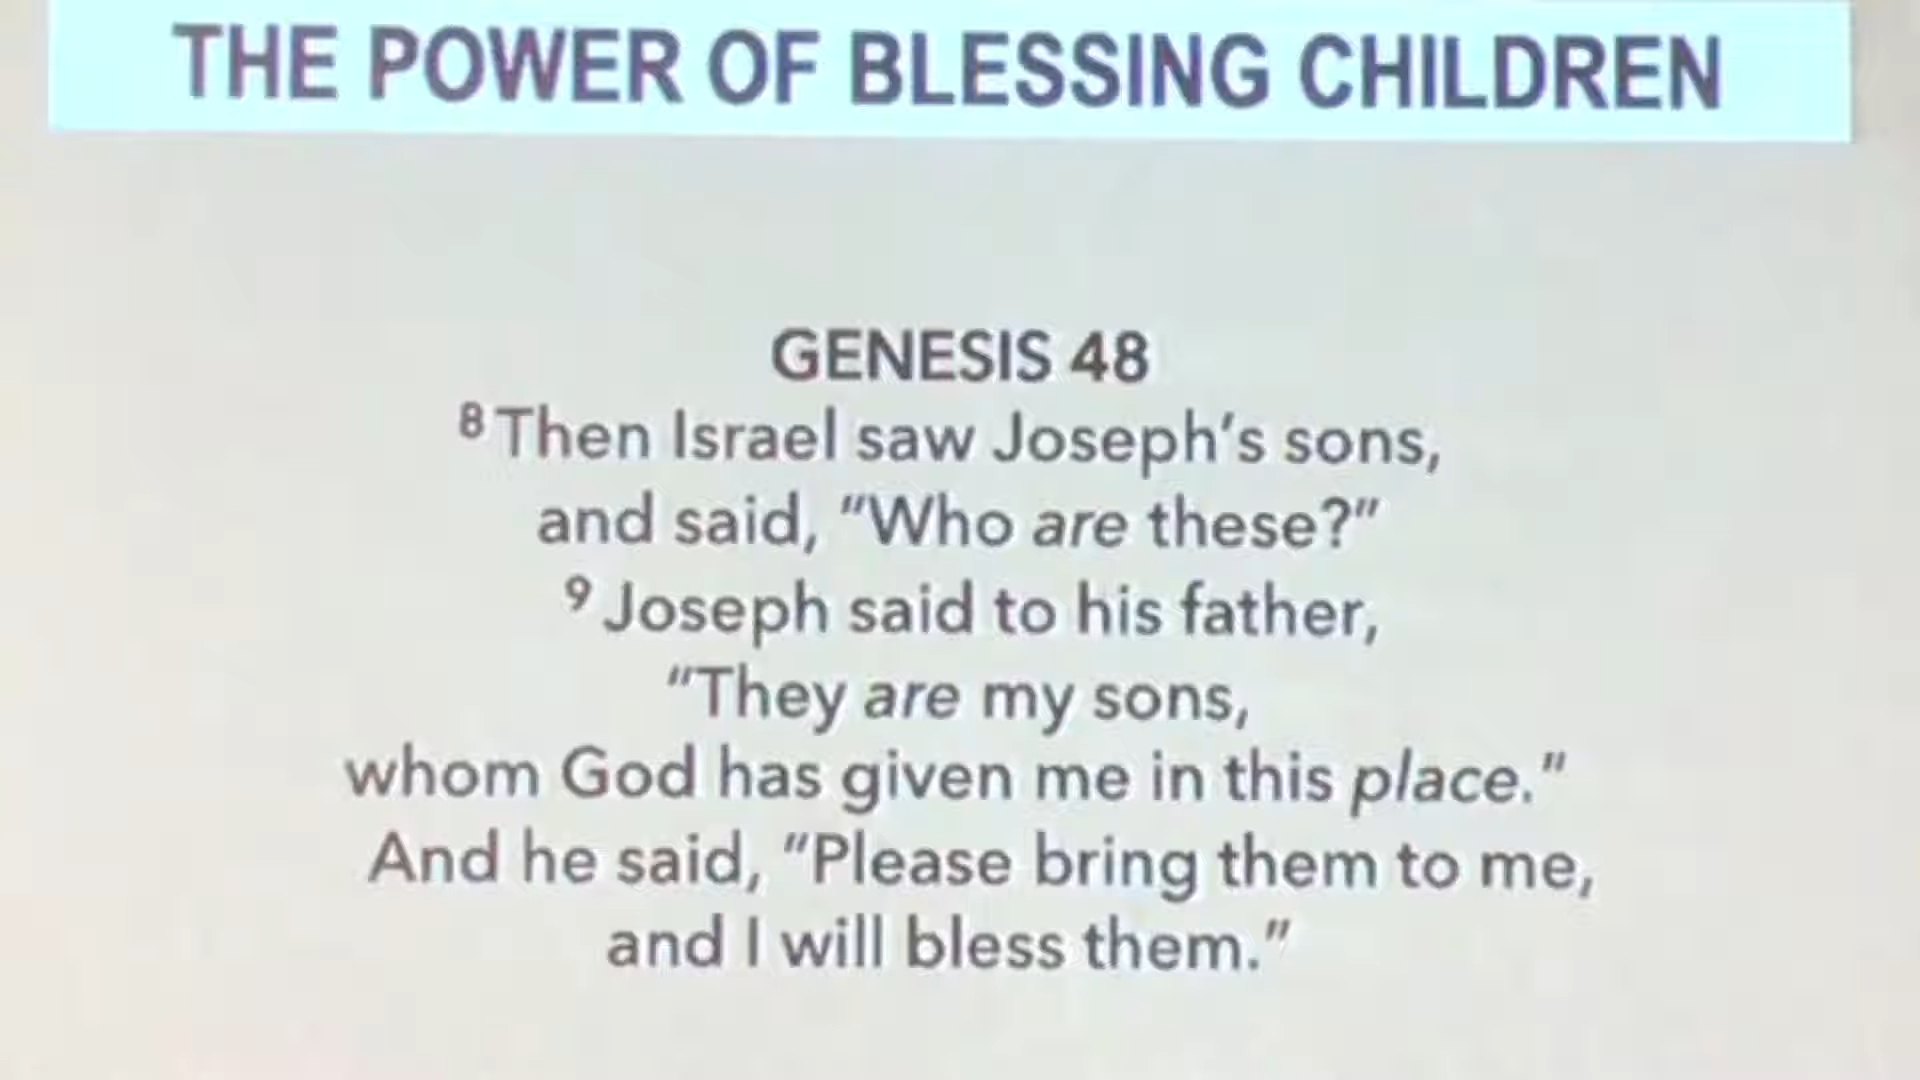 THE POWER OF BLESSING CHILDREN
GENESIS 48
8 Then Israel saw Joseph’s sons,
and said, “Who are these?”
9 Joseph said to his father,
“They are my sons,
whom God has given me in this place.”
And he said, “Please bring them to me,
and I will bless them.”